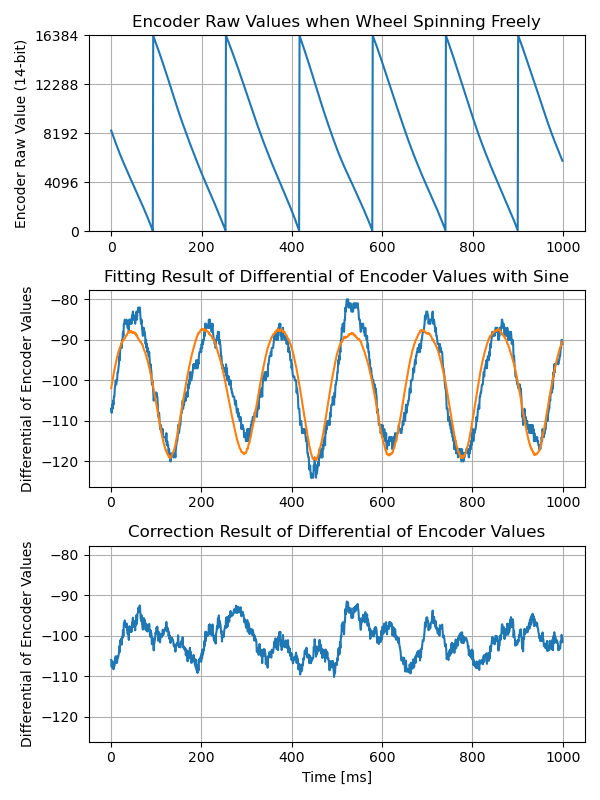 Encoder Raw Values when Wheel Spinning Freely
Encoder Raw Value (14-bit)
16384
12288
8192
4096
0
0 200 400 600 800 1000
Fitting Result of Differential of Encoder Values with Sine
Differential of Encoder Values
−80
−90
−100
−110
−120
0 200 400 600 800 1000
Correction Result of Differential of Encoder Values
Differential of Encoder Values
−80
−90
−100
−110
−120
0 200 400 600 800 1000
Time [ms]